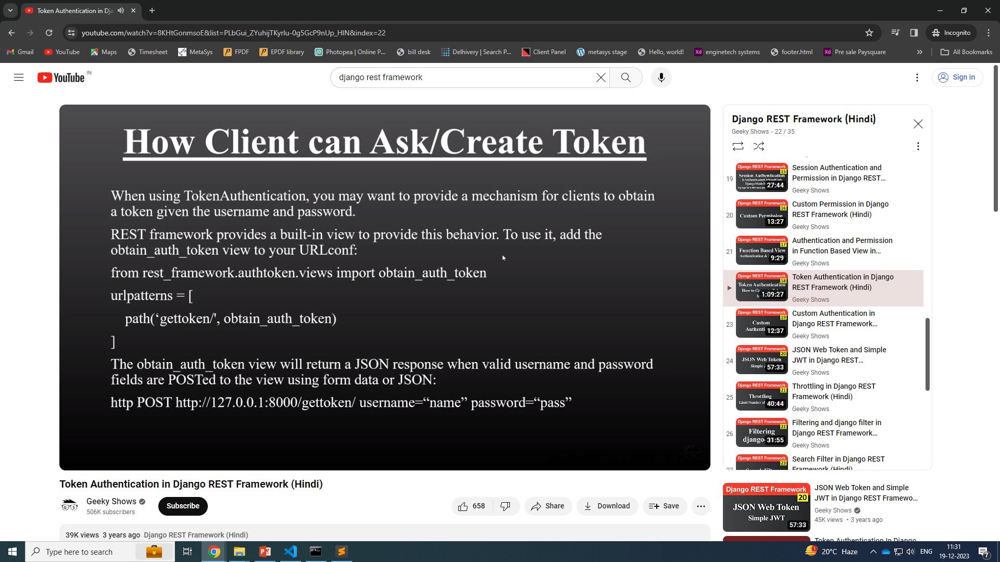 Token Authentication in Dja
youtube.com/watch?v=8KHtGonmsoE&list=PLbGui_ZYuhijTKyrlu-0g5GcP9nUp_HIN&index=22
Incognito
Gmail YouTube Maps Timesheet MetaSys FPDF EPDF library Photopea | Online P... bill desk Delhivery | Search P... Client Panel metasys stage Hello, world! enginetech systems footer.html Pre sale Paysquare All Bookmarks
YouTube IN
django rest framework
Sign in
How Client can Ask/Create Token
When using TokenAuthentication, you may want to provide a mechanism for clients to obtain
a token given the username and password.
REST framework provides a built-in view to provide this behavior. To use it, add the
obtain_auth_token view to your URLconf:
from rest_framework.authtoken.views import obtain_auth_token
urlpatterns = [
path(‘gettoken/', obtain_auth_token)
]
The obtain_auth_token view will return a JSON response when valid username and password
fields are POSTed to the view using form data or JSON:
http POST http://127.0.0.1:8000/gettoken/ username=“name” password=“pass”
Token Authentication in Django REST Framework (Hindi)
Geeky Shows
506K subscribers
Subscribe
658
Share
Download
Save
39K views 3 years ago Django REST Framework (Hindi)
Django REST Framework (Hindi)
Geeky Shows - 22 / 35
19
Django REST Framework
15
Session Authentication
27:44
Session Authentication and
Permission in Django REST...
Geeky Shows
20
Django REST Framework
16
Custom Permission
13:27
Custom Permission in Django
REST Framework (Hindi)
Geeky Shows
21
Django REST Framework
17
Function Based View
9:29
Authentication and Permission
in Function Based View in...
Geeky Shows
Django REST Framework
18
Token Authentication
1:09:27
Token Authentication in Django
REST Framework (Hindi)
Geeky Shows
23
Django REST Framework
19
Custom
12:37
Custom Authentication in
Django REST Framework...
Geeky Shows
24
Django REST Framework
20
JSON Web Token
57:33
JSON Web Token and Simple
JWT in Django REST...
Geeky Shows
25
Django REST Framework
21
Throttling
40:44
Throttling in Django REST
Framework (Hindi)
Geeky Shows
26
Django REST Framework
22
Filtering
31:55
Filtering and django filter in
Django REST Framework...
Geeky Shows
Django REST Framework
23
Search Filter in Django REST
Framework (Hindi)
Django REST Framework
20
JSON Web Token
Simple JWT
57:33
JSON Web Token and Simple
JWT in Django REST Framewo...
Geeky Shows
45K views • 3 years ago
Token Authentication In Django
Type here to search
20°C Haze
ENG
11:31
19-12-2023
7